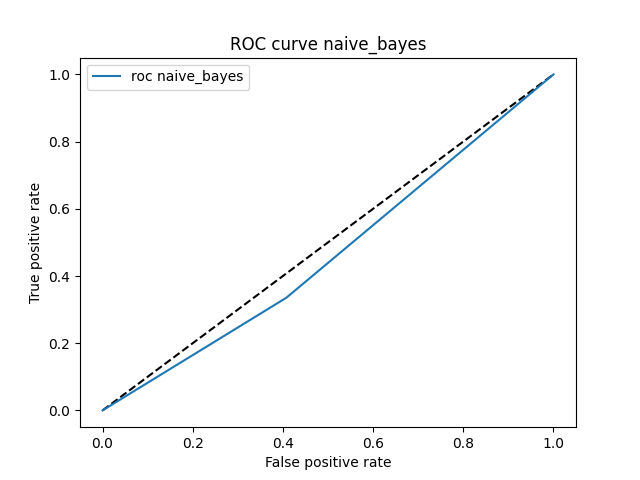 ROC curve naive_bayes
roc naive_bayes
1.0
0.8
0.6
0.4
0.2
0.0
True positive rate
0.0 0.2 0.4 0.6 0.8 1.0
False positive rate